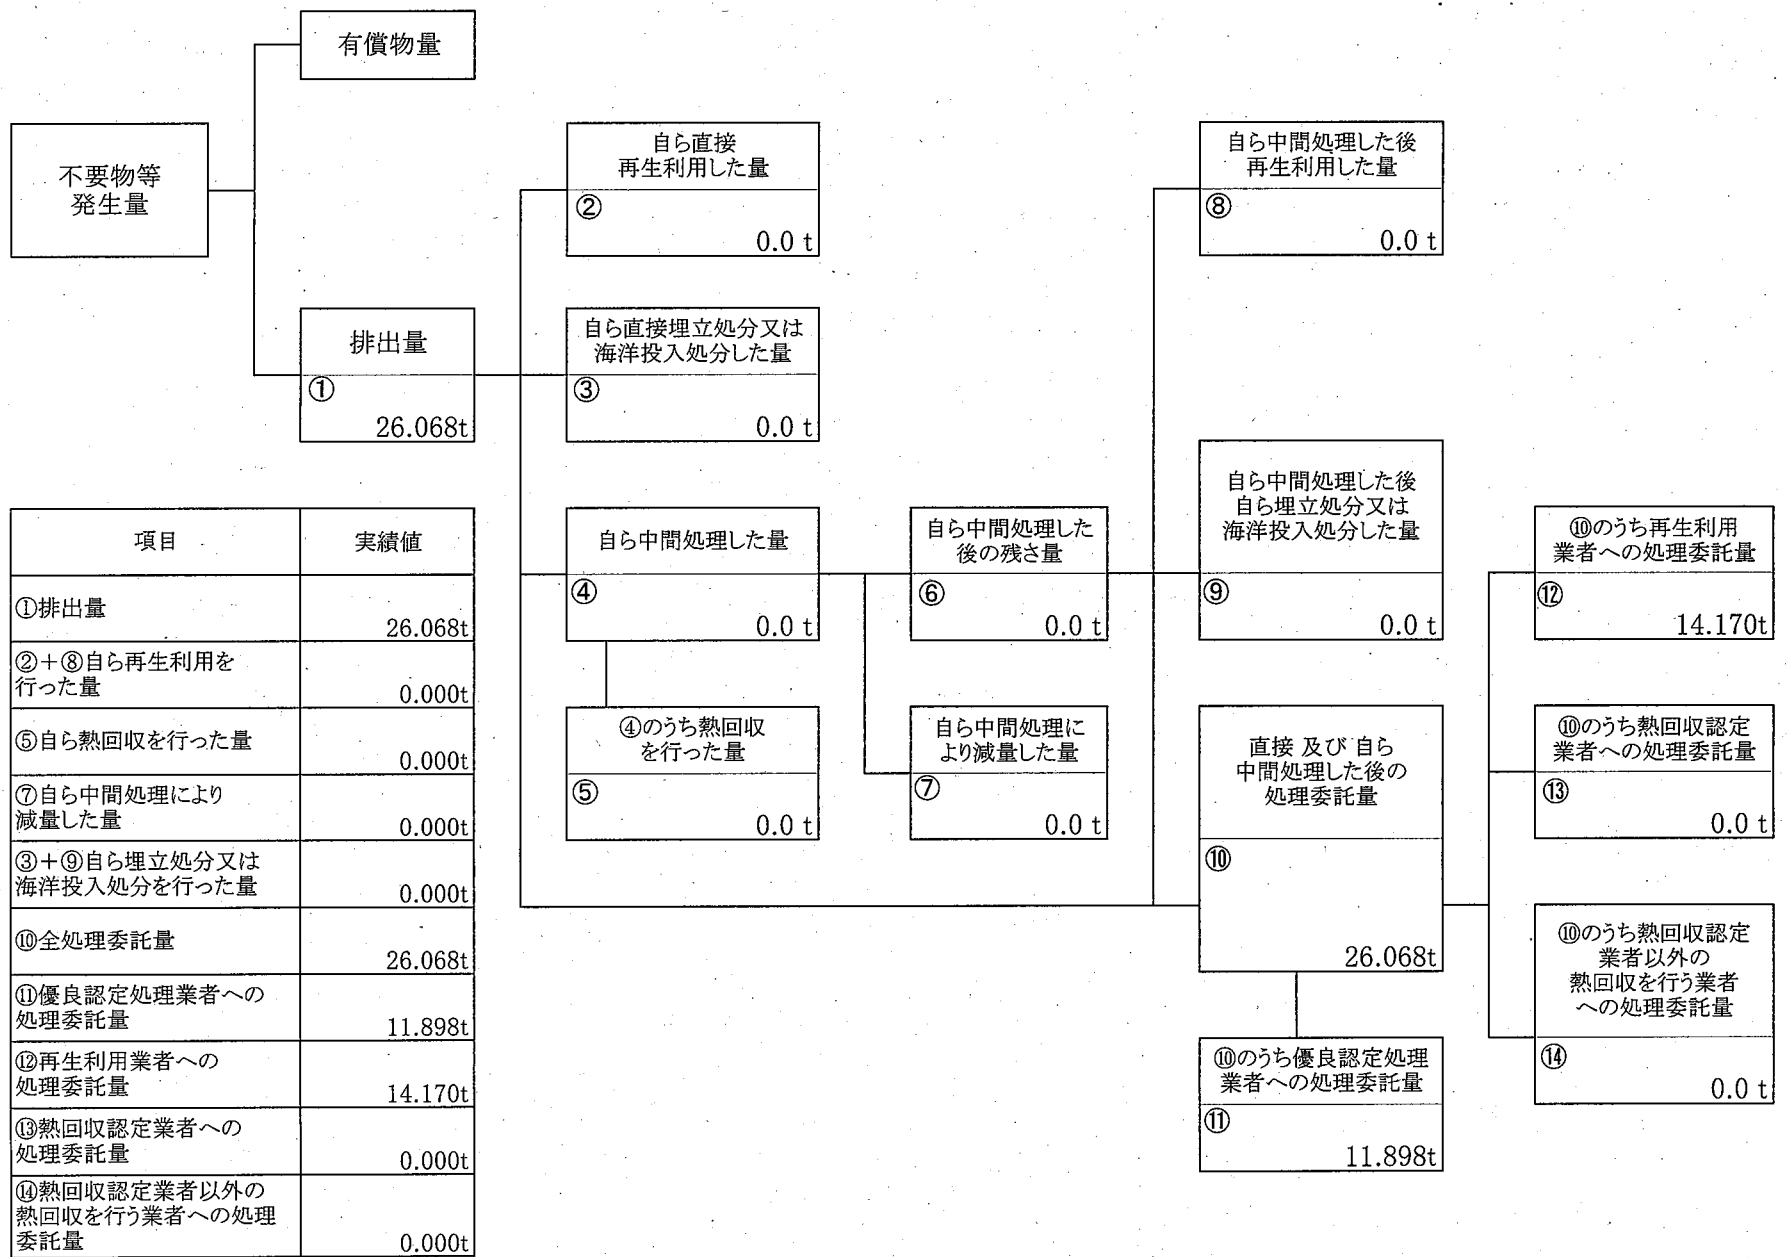 有償物量
不要物等
発生量
排出量
①
26.068t
自ら直接
再生利用した量
②
0.0 t
自ら直接埋立処分又は
海洋投入処分した量
③
0.0 t
自ら中間処理した量
④
0.0 t
④のうち熱回収
を行った量
⑤
0.0 t
自ら中間処理した
後の残さ量
⑥
0.0 t
自ら中間処理に
より減量した量
⑦
0.0 t
自ら中間処理した後
再生利用した量
⑧
0.0 t
自ら中間処理した後
自ら埋立処分又は
海洋投入処分した量
⑨
0.0 t
直接 及び 自ら
中間処理した後の
処理委託量
⑩
26.068t
⑩のうち優良認定処理
業者への処理委託量
⑪
11.898t
⑩のうち再生利用
業者への処理委託量
⑫
14.170t
⑩のうち熱回収認定
業者への処理委託量
⑬
0.0 t
⑩のうち熱回収認定
業者以外の
熱回収を行う業者
への処理委託量
⑭
0.0 t
項目 実績値
①排出量
26.068t
②＋⑧自ら再生利用を
行った量
0.000t
⑤自ら熱回収を行った量
0.000t
⑦自ら中間処理により
減量した量
0.000t
③＋⑨自ら埋立処分又は
海洋投入処分を行った量
0.000t
⑩全処理委託量
26.068t
⑪優良認定処理業者への
処理委託量
11.898t
⑫再生利用業者への
処理委託量
14.170t
⑬熱回収認定業者への
処理委託量
0.000t
⑭熱回収認定業者以外の
熱回収を行う業者への処理
委託量
0.000t